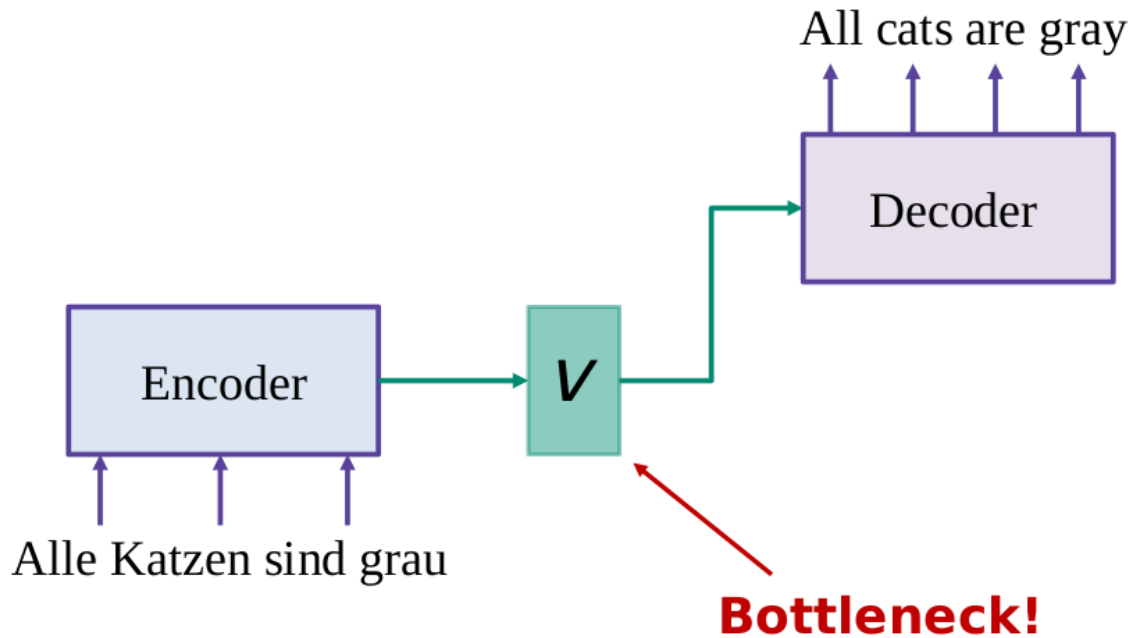 All cats are gray
Decoder
Encoder
V
Alle Katzen sind grau
Bottleneck!